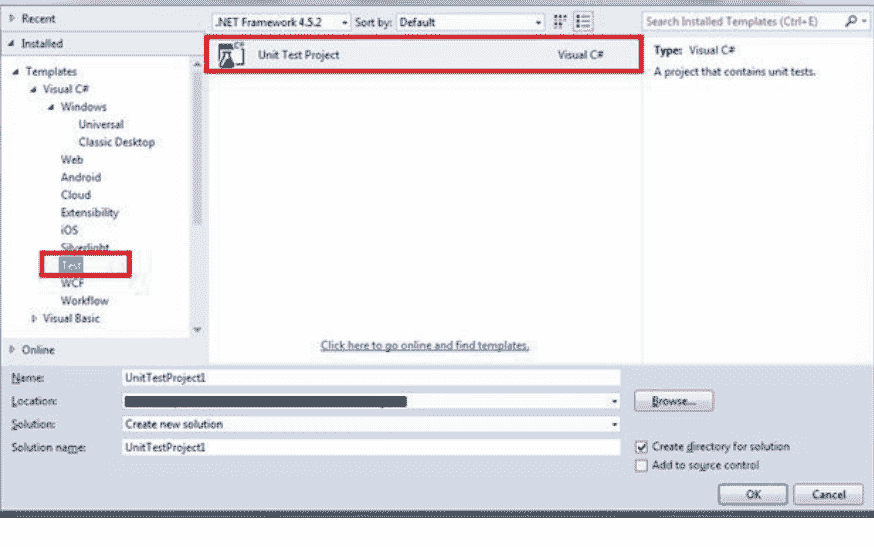 Recent
.NET Framework 4.5.2 Sort by: Default
Search Installed Templates (Ctrl+E)
Installed
Templates
Visual C#
Windows
Universal
Classic Desktop
Web
Android
Cloud
Extensibility
iOS
Silverlight
Test
WCF
Workflow
Visual Basic
Online
C#
Unit Test Project Visual C#
Click here to go online and find templates.
Type: Visual C#
A project that contains unit tests.
Name: UnitTestProject1
Location:
Browse...
Solution: Create new solution
Solution name: UnitTestProject1
Create directory for solution
Add to source control
OK Cancel